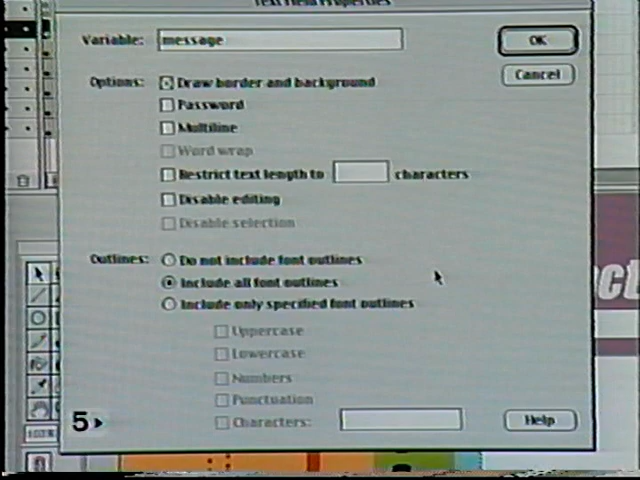 Text Field Properties
Variable: message
OK
Cancel
Options: Draw border and background
Password
Multiline
Word wrap
Restrict text length to characters
Disable editing
Disable selection
Outlines: Do not include font outlines
Include all font outlines
Include only specified font outlines
Uppercase
Lowercase
Numbers
Punctuation
Characters:
Help
5
act